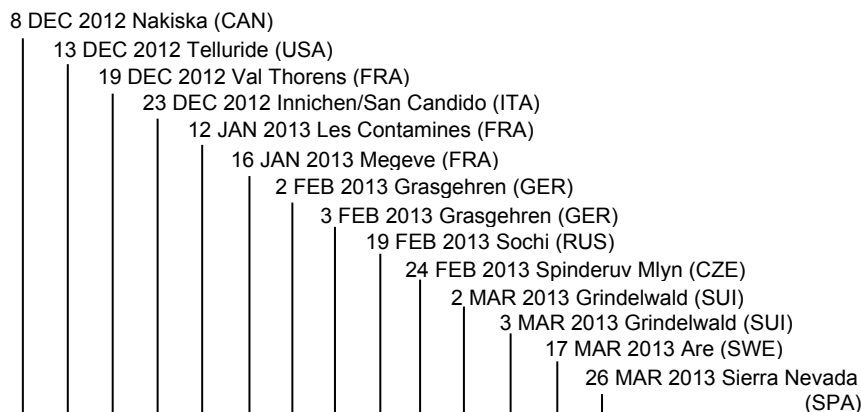 8 DEC 2012 Nakiska (CAN)
13 DEC 2012 Telluride (USA)
19 DEC 2012 Val Thorens (FRA)
23 DEC 2012 Innichen/San Candido (ITA)
12 JAN 2013 Les Contamines (FRA)
16 JAN 2013 Megeve (FRA)
2 FEB 2013 Grasgehren (GER)
3 FEB 2013 Grasgehren (GER)
19 FEB 2013 Sochi (RUS)
24 FEB 2013 Spinderuv Mlyn (CZE)
2 MAR 2013 Grindelwald (SUI)
3 MAR 2013 Grindelwald (SUI)
17 MAR 2013 Are (SWE)
26 MAR 2013 Sierra Nevada
(SPA)